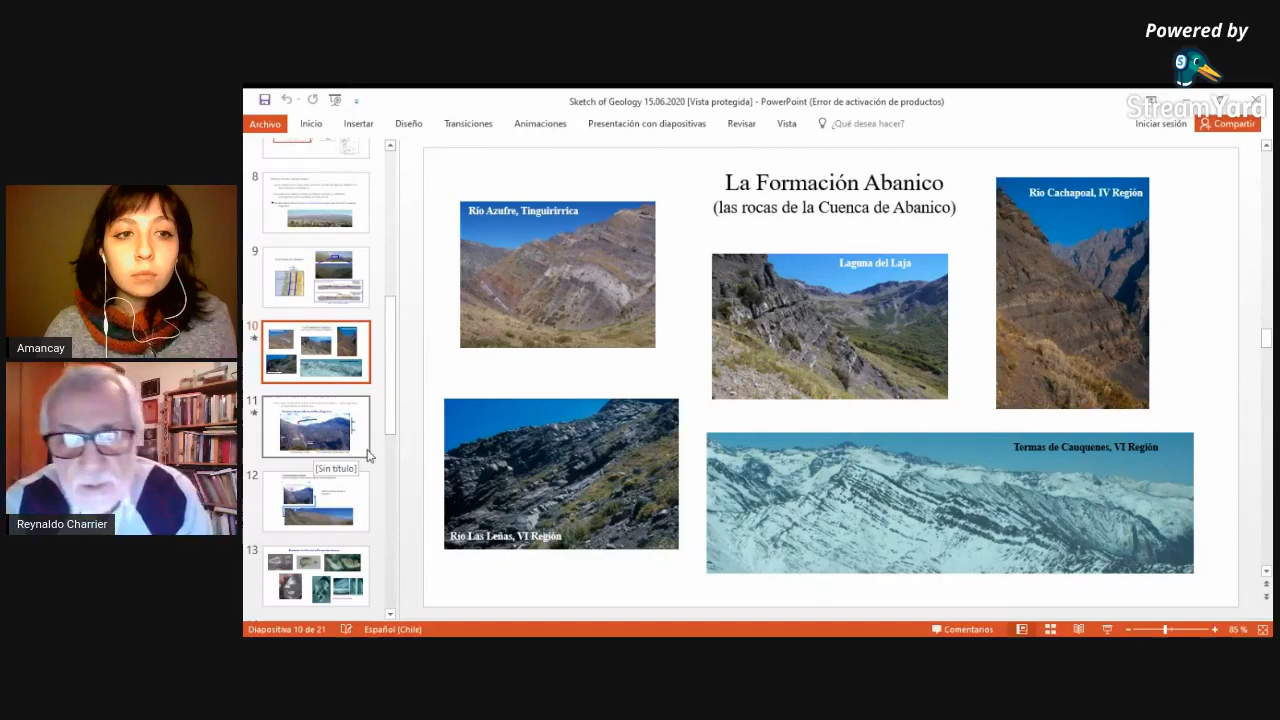 Powered by
StreamYard
Sketch of Geology 15.06.2020 [Vista protegida] - PowerPoint (Error de activación de productos)
Archivo Inicio Insertar Diseño Transiciones Animaciones Presentación con diapositivas Revisar Vista ¿Qué desea hacer? Iniciar sesión Compartir
8
9
10
11
[Sin título]
12
13
La Formación Abanico
(las rocas de la Cuenca de Abanico)
Río Azufre, Tinguirirrica
Laguna del Laja
Río Cachapoal, IV Región
Río Las Leñas, VI Región
Termas de Cauquenes, VI Región
Amancay
Reynaldo Charrier
Diapositiva 10 de 21 Español (Chile) Comentarios 85 %